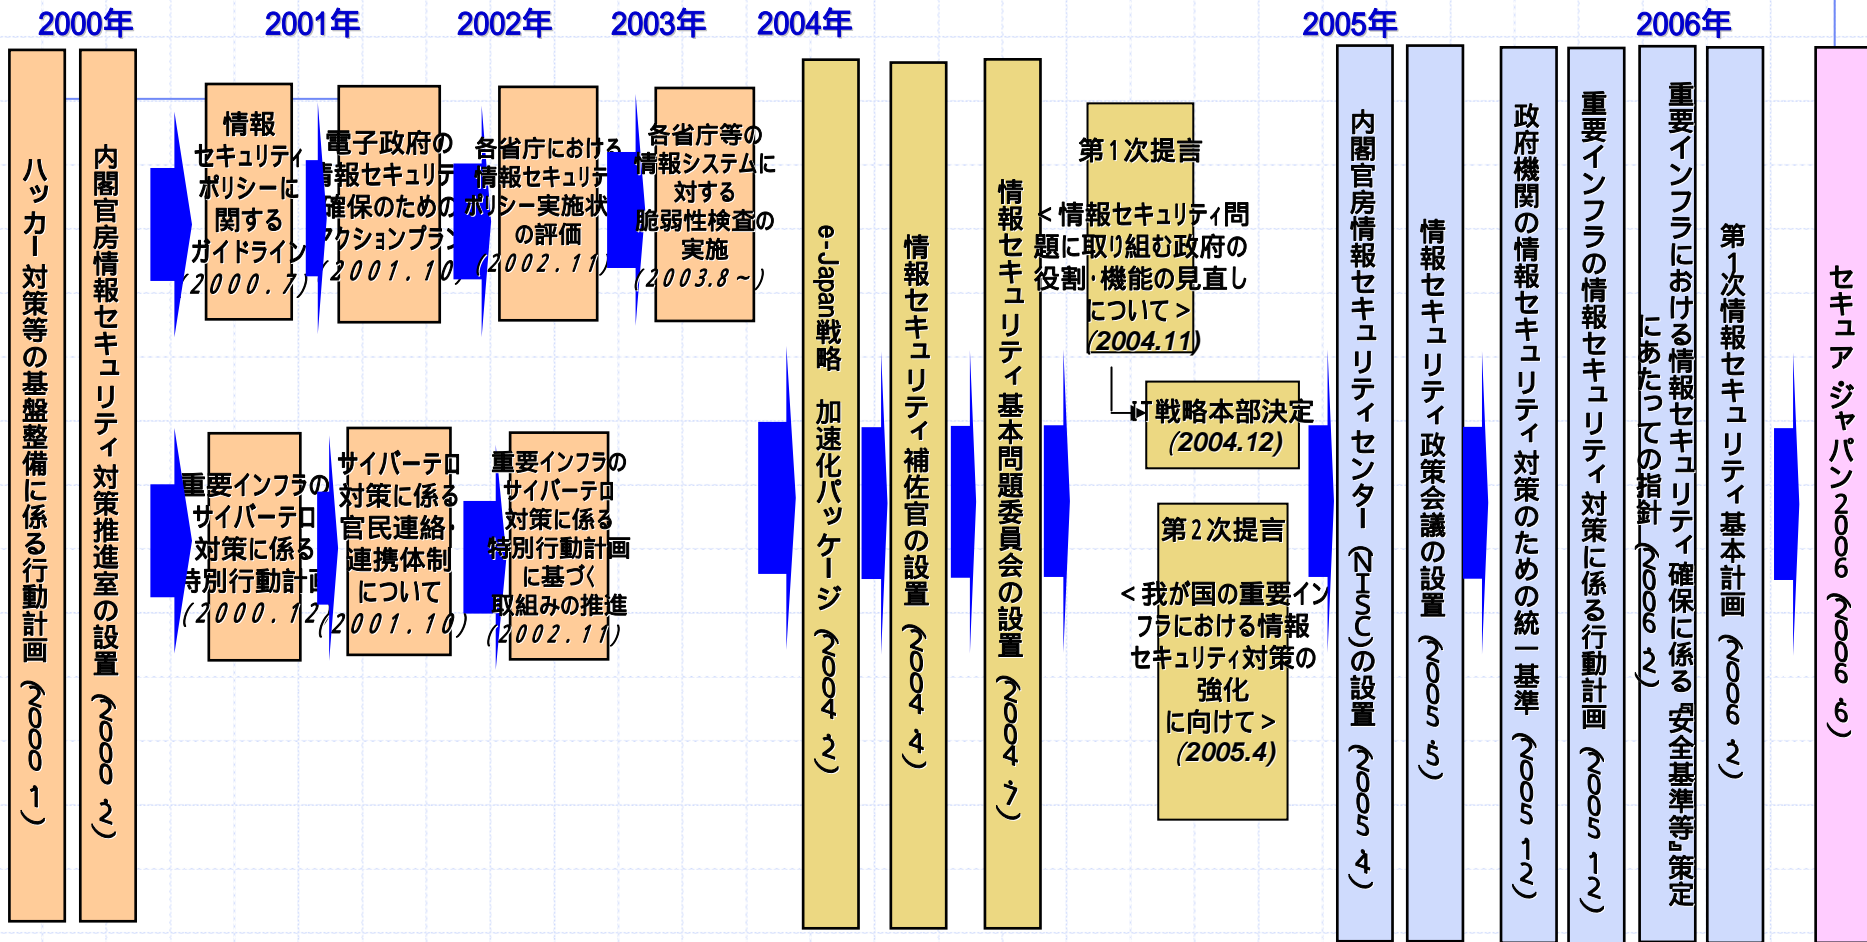 2000年
2001年
2002年
2003年
2004年
2005年
2006年
ハッカー対策等の基盤整備に係る行動計画(2000.1)
内閣官房情報セキュリティ対策推進室の設置(2000.2)
情報
セキュリティ
ポリシーに
関する
ガイドライン
(2000.7)
電子政府の
情報セキュリテ
確保のための
アクションプラン
(2001.10)
各省庁における
情報セキュリテ
ポリシー実施状
の評価
(2002.11)
各省庁等の
情報システムに
対する
脆弱性検査の
実施
(2003.8~)
重要インフラの
サイバーテロ
対策に係る
特別行動計画
(2000.12
サイバーテロ
対策に係る
官民連絡・
連携体制
について
(2001.10)
重要インフラの
サイバーテロ
対策に係る
特別行動計画
に基づく
取組みの推進
(2002.11)
e-Japan戦略 加速化パッケージ(2004.2)
情報セキュリティ補佐官の設置(2004.4)
情報セキュリティ基本問題委員会の設置(2004.7)
第1次提言
<情報セキュリティ問
題に取り組む政府の
役割・機能の見直し
について>
(2004.11)
IT戦略本部決定
(2004.12)
第2次提言
<我が国の重要イン
フラにおける情報
セキュリティ対策の
強化
に向けて>
(2005.4)
内閣官房情報セキュリティセンター(NISC)の設置(2005.4)
情報セキュリティ政策会議の設置(2005.5)
政府機関の情報セキュリティ対策のための統一基準(2005.12)
重要インフラの情報セキュリティ対策に係る行動計画(2005.12)
重要インフラにおける情報セキュリティ確保に係る『安全基準等』策定
にあたっての指針(2006.2)
第1次情報セキュリティ基本計画(2006.2)
セキュアジャパン2006(2006.6)